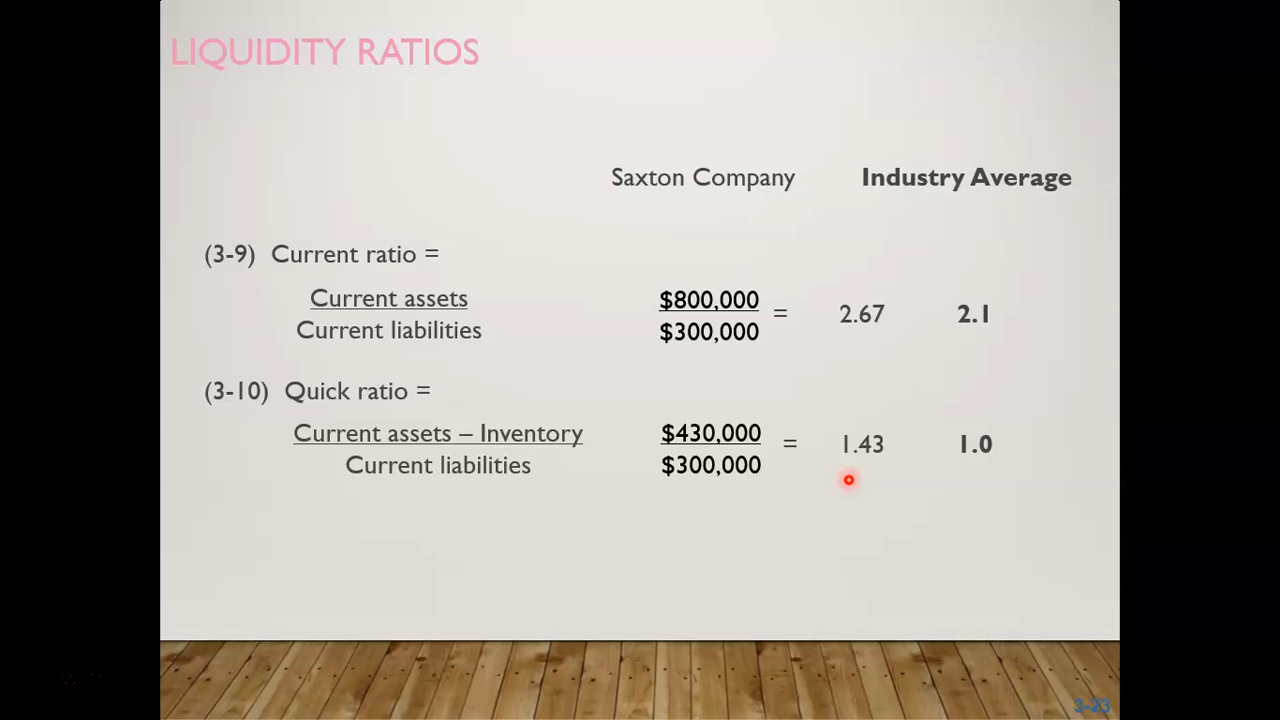 LIQUIDITY RATIOS
Saxton Company Industry Average
(3-9) Current ratio =
Current assets $800,000 = 2.67 2.1
Current liabilities $300,000
(3-10) Quick ratio =
Current assets – Inventory $430,000 = 1.43 1.0
Current liabilities $300,000
3-23